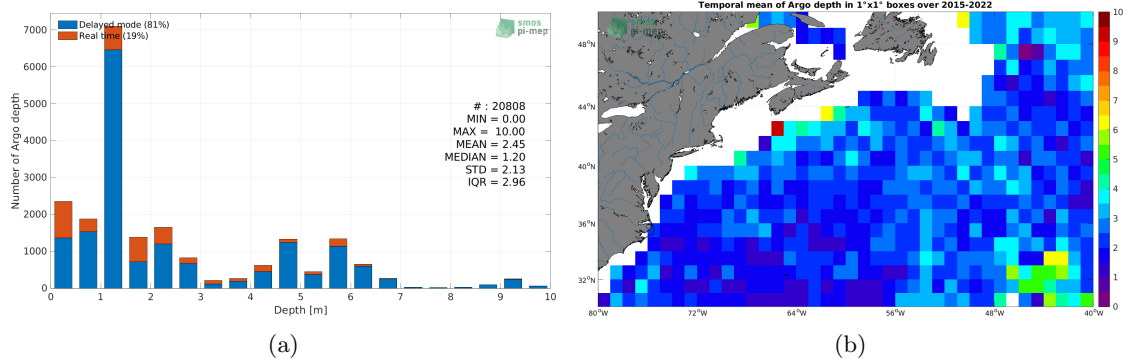 Delayed mode (81%)
Real time (19%)
smos
pi-mep
# : 20808
MIN = 0.00
MAX = 10.00
MEAN = 2.45
MEDIAN = 1.20
STD = 2.13
IQR = 2.96
Number of Argo depth
7000
6000
5000
4000
3000
2000
1000
0
0 1 2 3 4 5 6 7 8 9 10
Depth [m]
(a)
Temporal mean of Argo depth in 1°x1° boxes over 2015-2022
smos
pi-mep
48°N
44°N
40°N
36°N
32°N
80°W 72°W 64°W 56°W 48°W 40°W
10
9
8
7
6
5
4
3
2
1
0
(b)